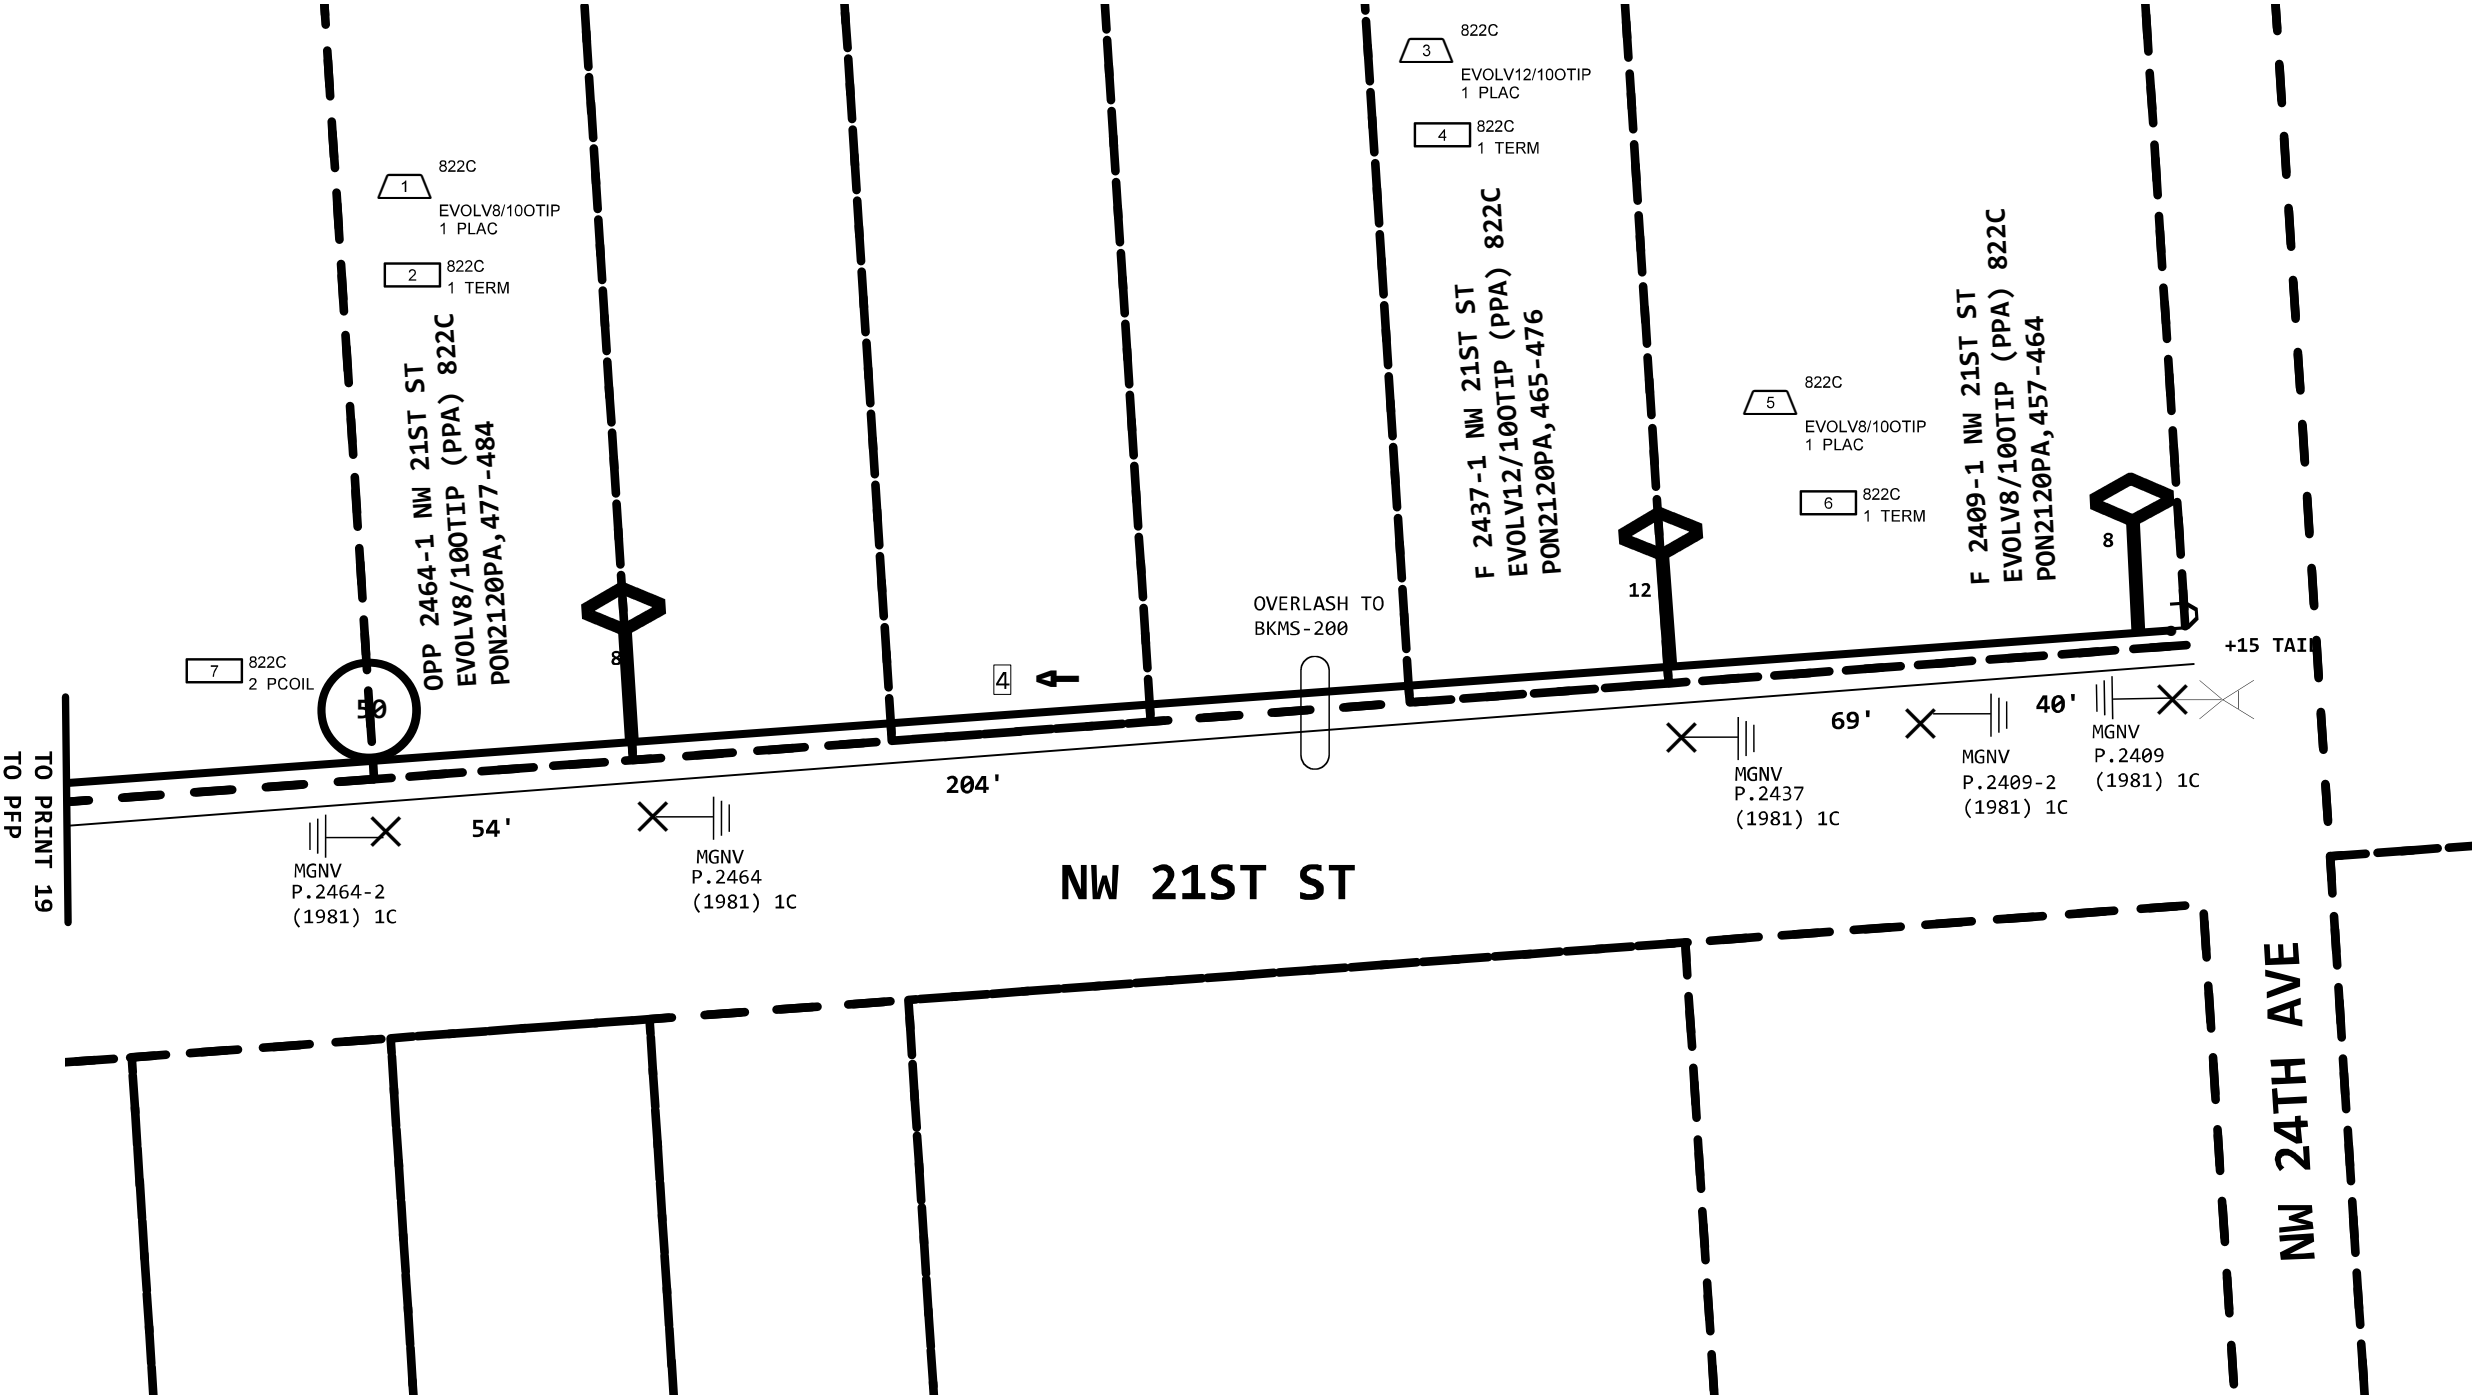 822C
1
EVOLV8/10OTIP
1 PLAC
822C
2
1 TERM
OPP 2464-1 NW 21ST ST
EVOLV8/10OTIP (PPA) 822C
PON2120PA,477-484
822C
7
2 PCOIL
50
8
822C
3
EVOLV12/10OTIP
1 PLAC
822C
4
1 TERM
F 2437-1 NW 21ST ST
EVOLV12/10OTIP (PPA) 822C
PON2120PA,465-476
12
822C
5
EVOLV8/10OTIP
1 PLAC
822C
6
1 TERM
F 2409-1 NW 21ST ST
EVOLV8/10OTIP (PPA) 822C
PON2120PA,457-464
8
OVERLASH TO
BKMS-200
4
+15 TAIL
TO PRINT 19
TO PFP
54'
204'
69'
40'
MGNV
P.2464-2
(1981) 1C
MGNV
P.2464
(1981) 1C
MGNV
P.2437
(1981) 1C
MGNV
P.2409-2
(1981) 1C
MGNV
P.2409
(1981) 1C
NW 21ST ST
NW 24TH AVE